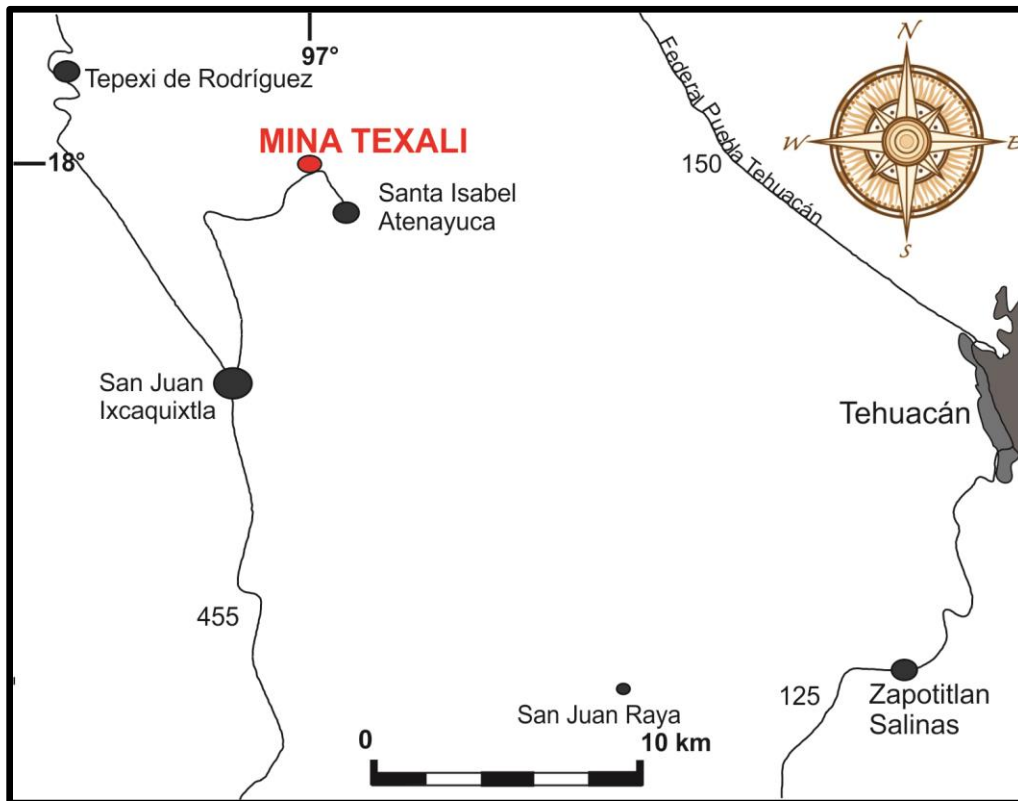 97°
Tepexi de Rodríguez
MINA TEXALI
18°
Santa Isabel
Atenayuca
Federal Puebla Tehuacán
150
N
W
E
S
San Juan
Ixcaquixtla
Tehuacán
455
125
Zapotitlan
Salinas
San Juan Raya
0
10 km